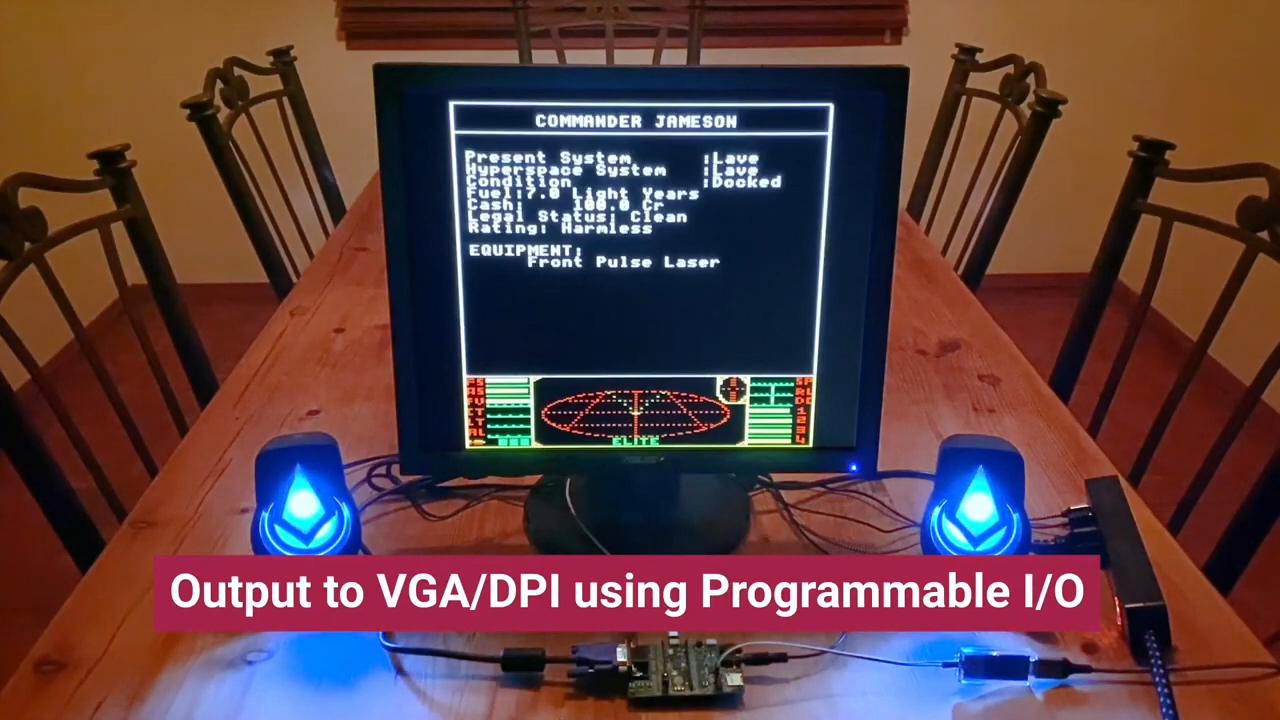 COMMANDER JAMESON
Present System :Lave
Hyperspace System :Lave
Condition :Docked
Fuel:7.0 Light Years
Cash: 100.0 Cr
Legal Status: Clean
Rating: Harmless
EQUIPMENT:
Front Pulse Laser
ELITE
Output to VGA/DPI using Programmable I/O